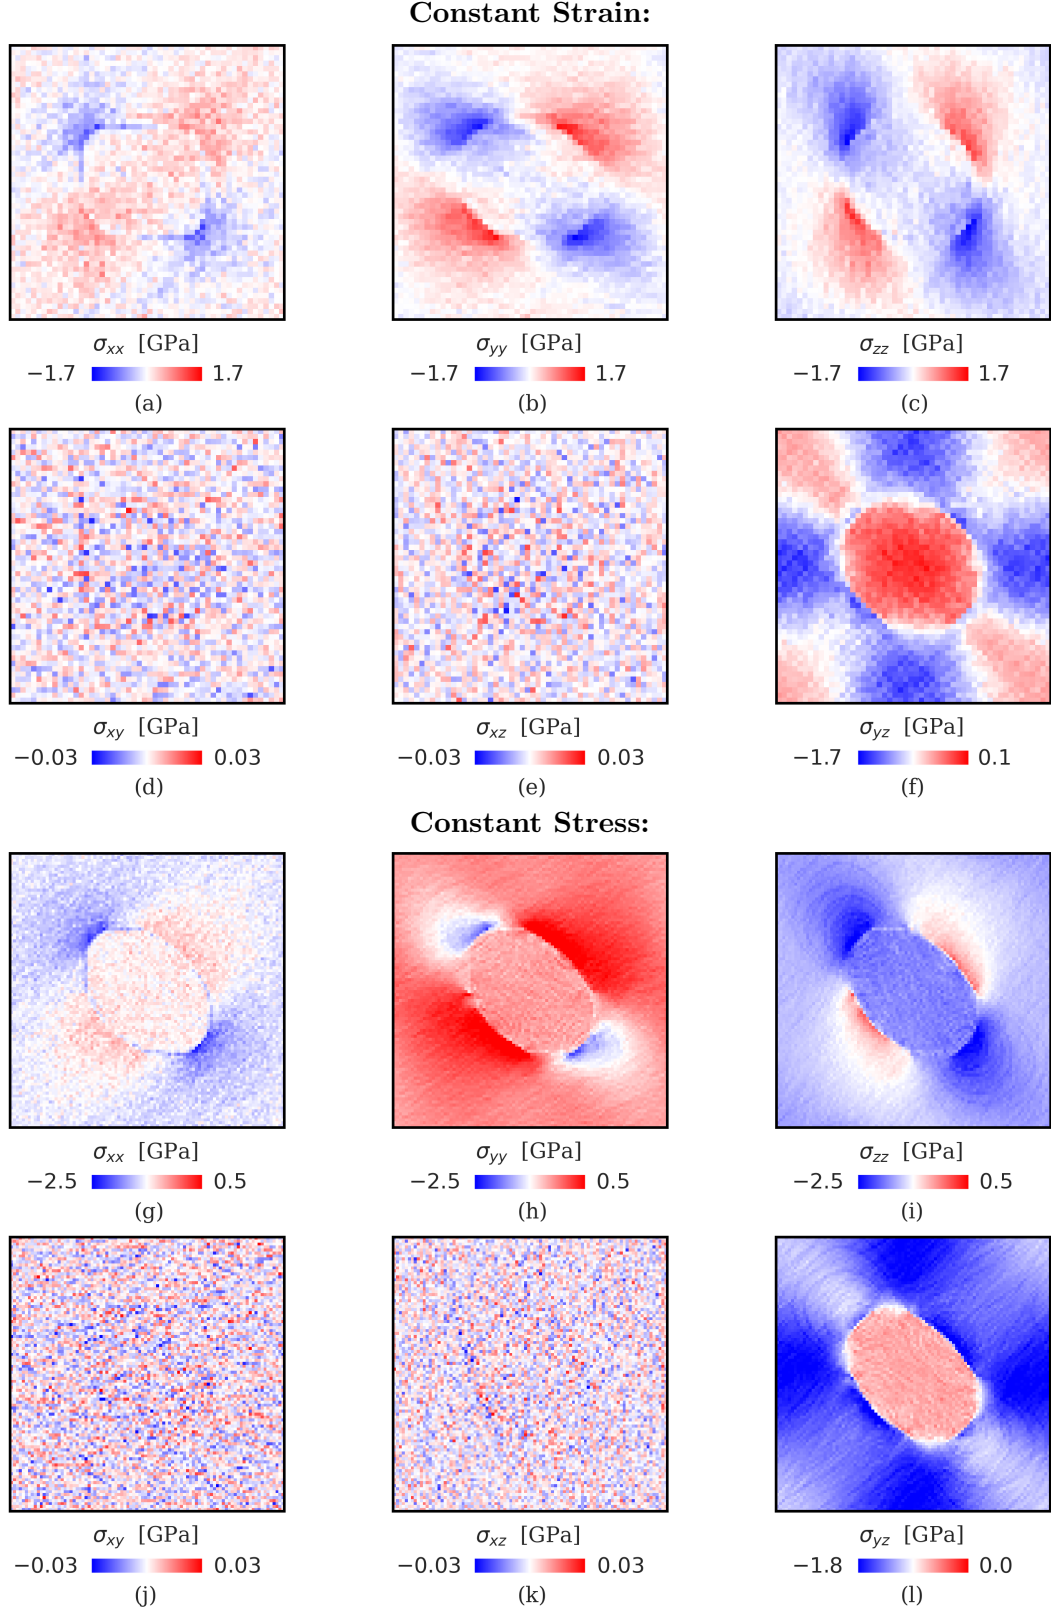 Constant Strain:
σxx [GPa] σyy [GPa] σzz [GPa]
−1.7 1.7 −1.7 1.7 −1.7 1.7
(a) (b) (c)
σxy [GPa] σxz [GPa] σyz [GPa]
−0.03 0.03 −0.03 0.03 −1.7 0.1
(d) (e) (f)
Constant Stress:
σxx [GPa] σyy [GPa] σzz [GPa]
−2.5 0.5 −2.5 0.5 −2.5 0.5
(g) (h) (i)
σxy [GPa] σxz [GPa] σyz [GPa]
−0.03 0.03 −0.03 0.03 −1.8 0.0
(j) (k) (l)